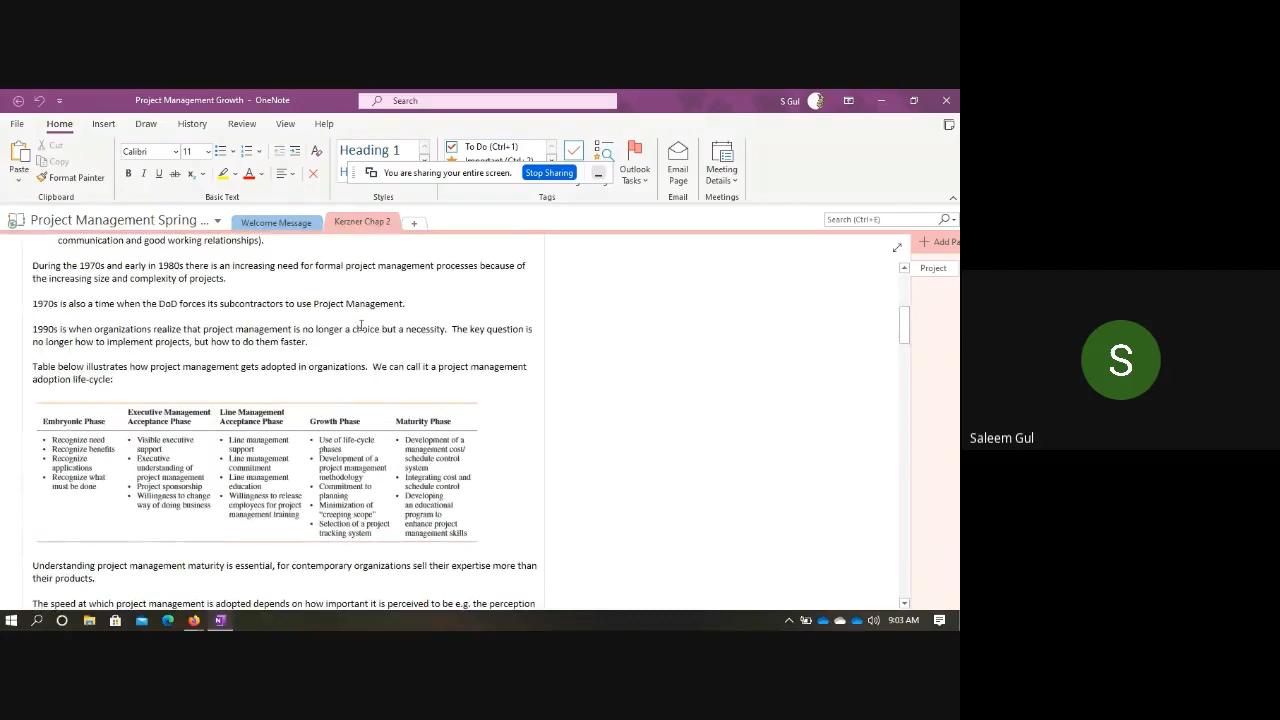 Project Management Growth - OneNote
Search
S Gul
File Home Insert Draw History Review View Help
Paste
Cut
Copy
Format Painter
Clipboard
Calibri 11
B I U ab x
Basic Text
Heading 1
Styles
To Do (Ctrl+1)
You are sharing your entire screen. Stop Sharing
Tags
Outlook
Tasks
Email
Page
Email
Meeting
Details
Meetings
Project Management Spring ...
Welcome Message
Kerzner Chap 2
Search (Ctrl+E)
Add Pa
Project
communication and good working relationships).
During the 1970s and early in 1980s there is an increasing need for formal project management processes because of
the increasing size and complexity of projects.
1970s is also a time when the DoD forces its subcontractors to use Project Management.
1990s is when organizations realize that project management is no longer a choice but a necessity. The key question is
no longer how to implement projects, but how to do them faster.
Table below illustrates how project management gets adopted in organizations. We can call it a project management
adoption life-cycle:
Embryonic Phase
• Recognize need
• Recognize benefits
• Recognize
applications
• Recognize what
must be done
Executive Management
Acceptance Phase
• Visible executive
support
• Executive
understanding of
project management
• Project sponsorship
• Willingness to change
way of doing business
Line Management
Acceptance Phase
• Line management
support
• Line management
commitment
• Line management
education
• Willingness to release
employees for project
management training
Growth Phase
• Use of life-cycle
phases
• Development of a
project management
methodology
• Commitment to
planning
• Minimization of
"creeping scope"
• Selection of a project
tracking system
Maturity Phase
• Development of a
management cost/
schedule control
system
• Integrating cost and
schedule control
• Developing
an educational
program to
enhance project
management skills
Understanding project management maturity is essential, for contemporary organizations sell their expertise more than
their products.
The speed at which project management is adopted depends on how important it is perceived to be e.g. the perception
9:03 AM
S
Saleem Gul